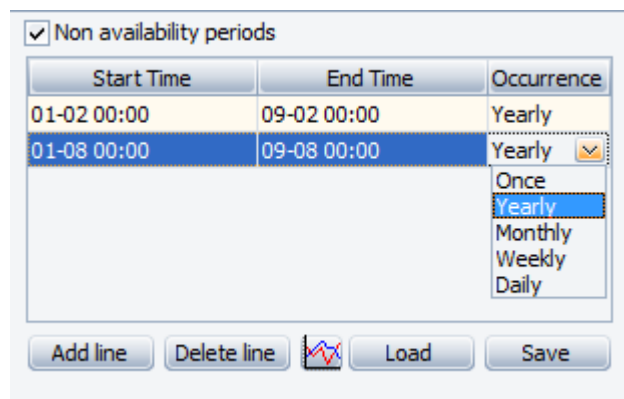 Non availability periods
Start Time End Time Occurrence
01-02 00:00 09-02 00:00 Yearly
01-08 00:00 09-08 00:00 Yearly
Once
Yearly
Monthly
Weekly
Daily
Add line Delete line Load Save